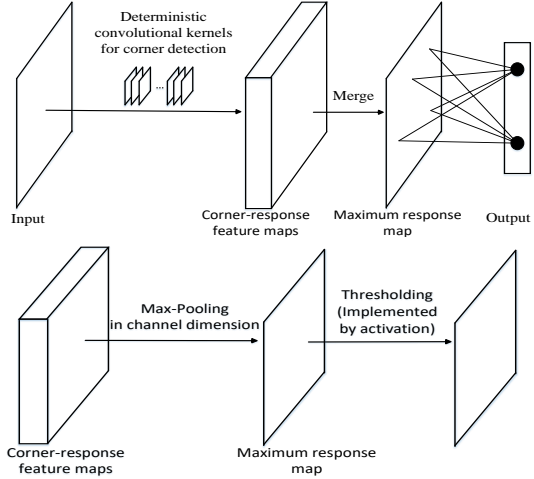 Deterministic
convolutional kernels
for corner detection
...
Merge
Input
Corner-response
feature maps
Maximum response
map
Output
Max-Pooling
in channel dimension
Thresholding
(Implemented
by activation)
Corner-response
feature maps
Maximum response
map